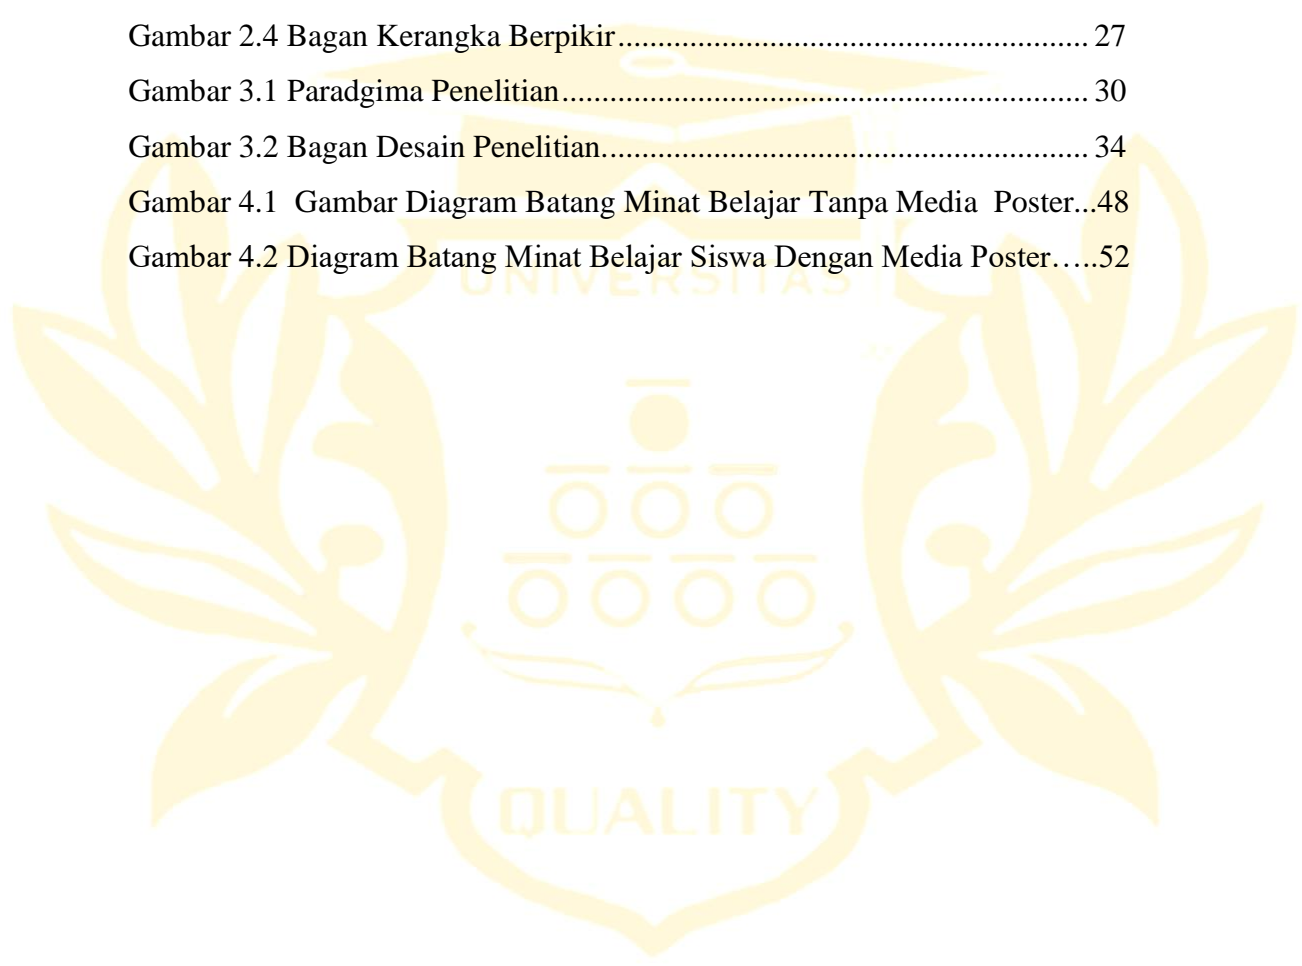 Gambar 2.4 Bagan Kerangka Berpikir........................................................... 27
Gambar 3.1 Paradgima Penelitian.................................................................. 30
Gambar 3.2 Bagan Desain Penelitian............................................................. 34
Gambar 4.1  Gambar Diagram Batang Minat Belajar Tanpa Media  Poster...48
Gambar 4.2 Diagram Batang Minat Belajar Siswa Dengan Media Poster…..52
UNIVERSITAS
QUALITY